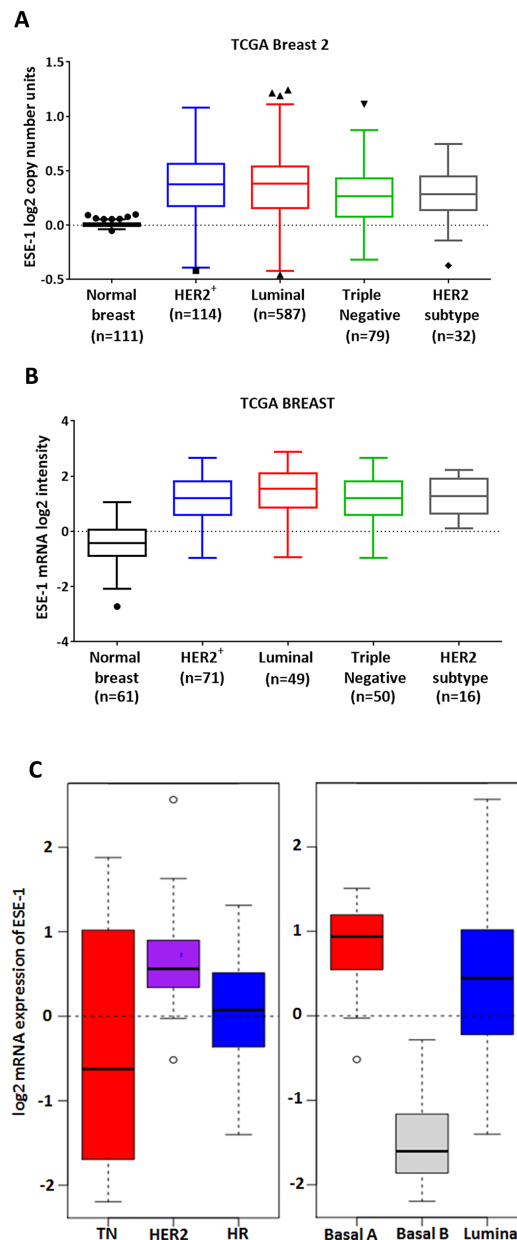 A
TCGA Breast 2
ESE-1 log2 copy number units
1.5
1.0
0.5
0.0
-0.5
Normal breast (n=111)
HER2+ (n=114)
Luminal (n=587)
Triple Negative (n=79)
HER2 subtype (n=32)
B
TCGA BREAST
ESE-1 mRNA log2 intensity
4
2
0
-2
-4
Normal breast (n=61)
HER2+ (n=71)
Luminal (n=49)
Triple Negative (n=50)
HER2 subtype (n=16)
C
log2 mRNA expression of ESE-1
2
1
0
-1
-2
TN
HER2
HR
2
1
0
-1
-2
Basal A
Basal B
Lumina